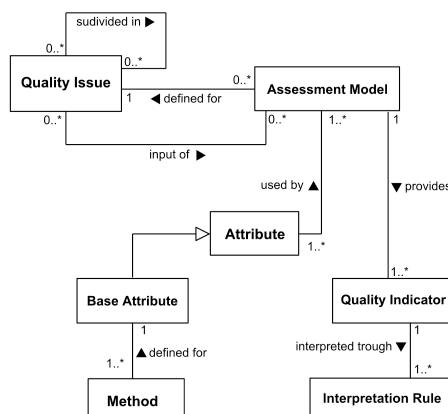 sudivided in ▶
0..*
0..*
Quality Issue
0..*
Assessment Model
1
◀ defined for
0..*
0..*
1..*
1
input of ▶
used by ▲
▼ provides
Attribute
1..*
1..*
Base Attribute
Quality Indicator
1
1
▲ defined for
interpreted trough ▼
1..*
1..*
Method
Interpretation Rule